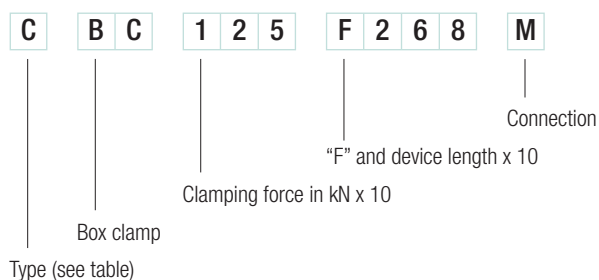 C B C 1 2 5 F 2 6 8 M
Connection
“F” and device length x 10
Clamping force in kN x 10
Box clamp
Type (see table)